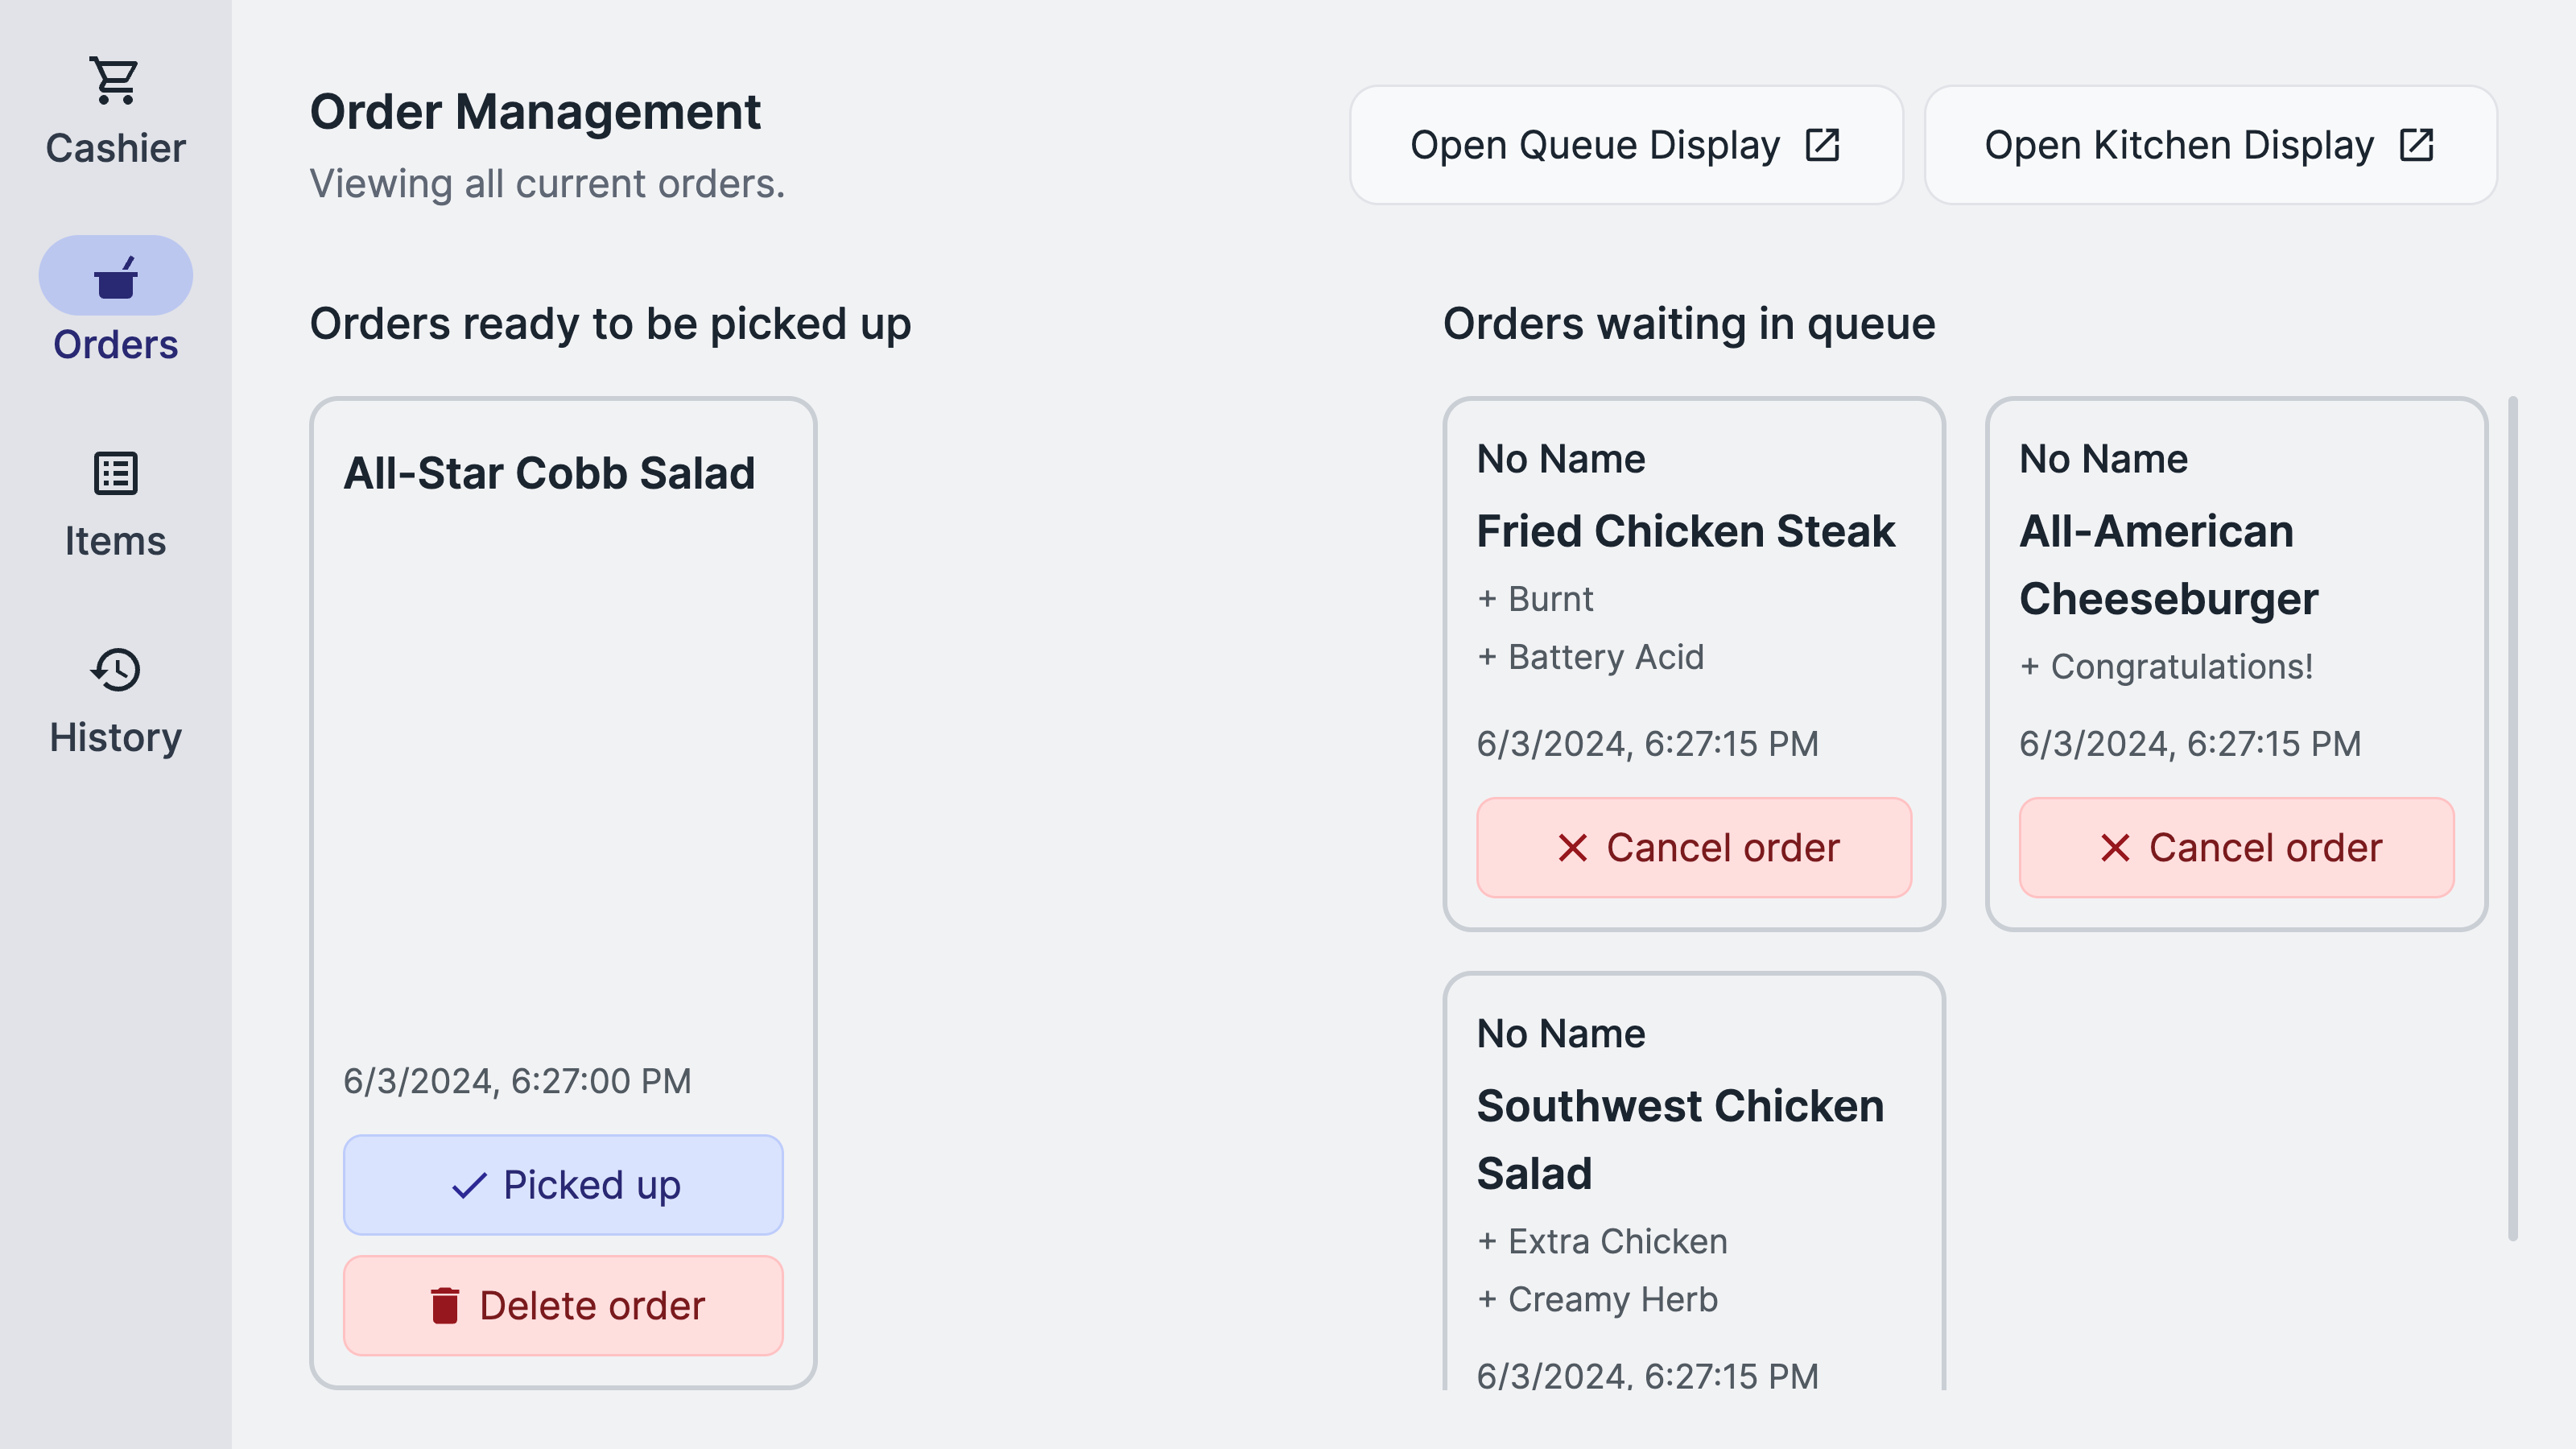 Cashier
Orders
Items
History
Order Management
Viewing all current orders.
Open Queue Display
Open Kitchen Display
Orders ready to be picked up
All-Star Cobb Salad
6/3/2024, 6:27:00 PM
Picked up
Delete order
Orders waiting in queue
No Name
Fried Chicken Steak
+ Burnt
+ Battery Acid
6/3/2024, 6:27:15 PM
Cancel order
No Name
All-American
Cheeseburger
+ Congratulations!
6/3/2024, 6:27:15 PM
Cancel order
No Name
Southwest Chicken
Salad
+ Extra Chicken
+ Creamy Herb
6/3/2024, 6:27:15 PM